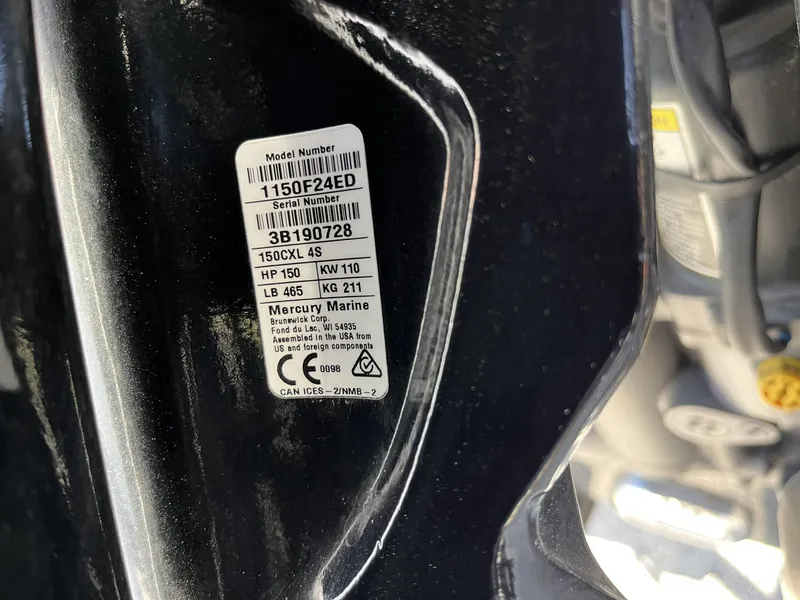 Model Number
1150F24ED
Serial Number
3B190728
150CXL 4S
HP 150 KW 110
LB 465 KG 211
Mercury Marine
Brunswick Corp.
Fond du Lac, WI 54935
Assembled in the USA from
US and foreign components
CE 0098
CAN ICES-2/NMB-2